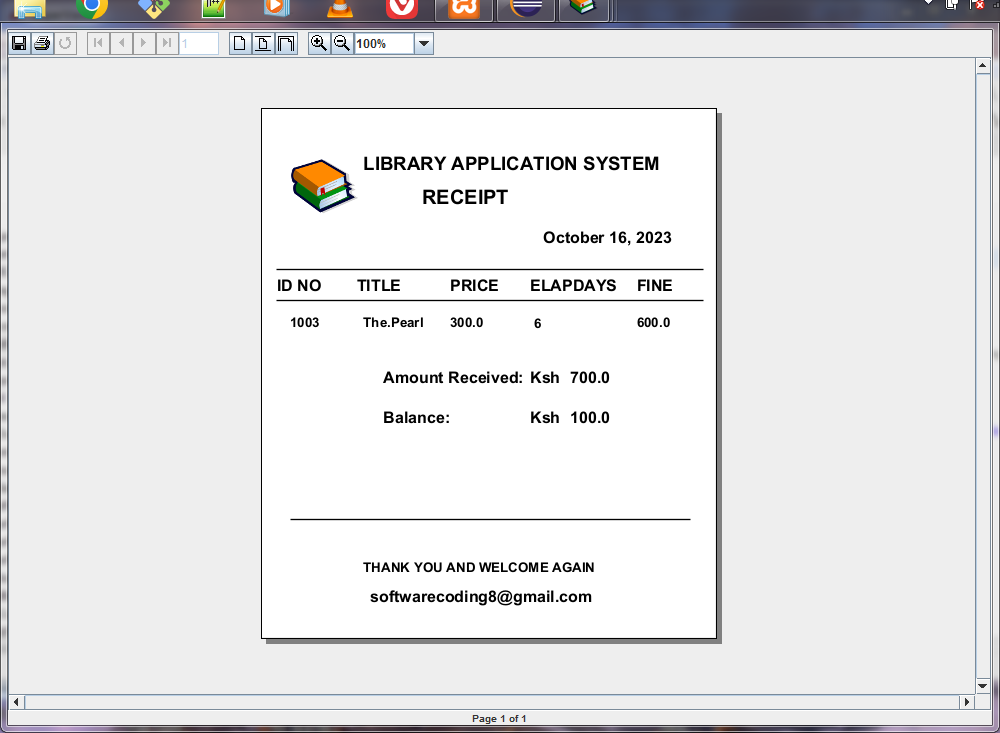 1
100%
LIBRARY APPLICATION SYSTEM
RECEIPT
October 16, 2023
ID NO TITLE PRICE ELAPDAYS FINE
1003 The.Pearl 300.0 6 600.0
Amount Received: Ksh 700.0
Balance: Ksh 100.0
THANK YOU AND WELCOME AGAIN
softwarecoding8@gmail.com
Page 1 of 1